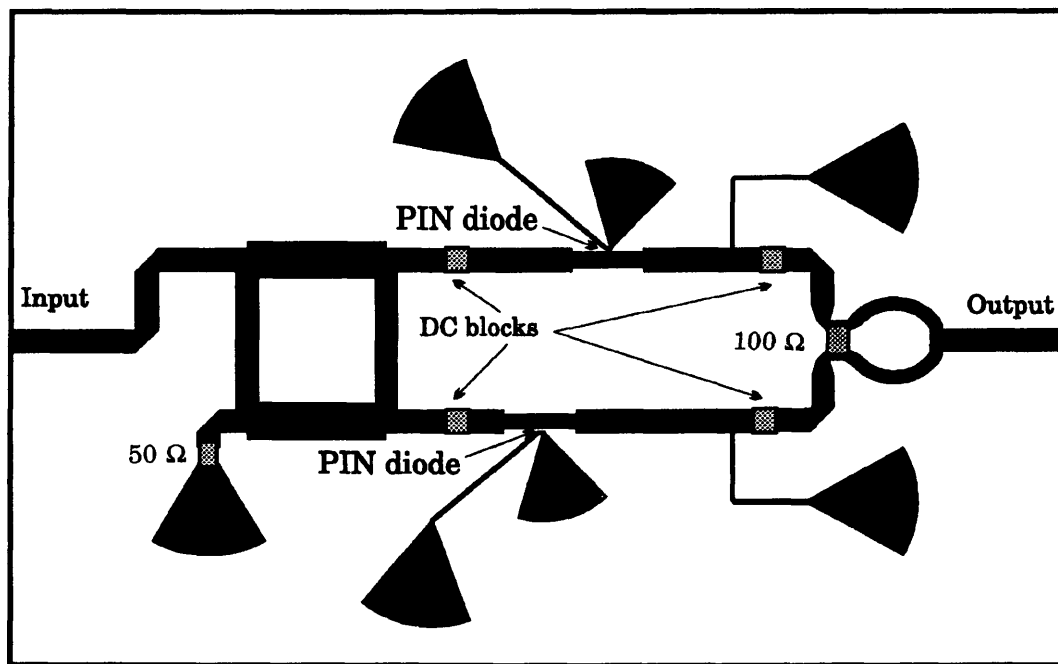 PIN diode
Input
Output
DC blocks
100 Ω
50 Ω
PIN diode